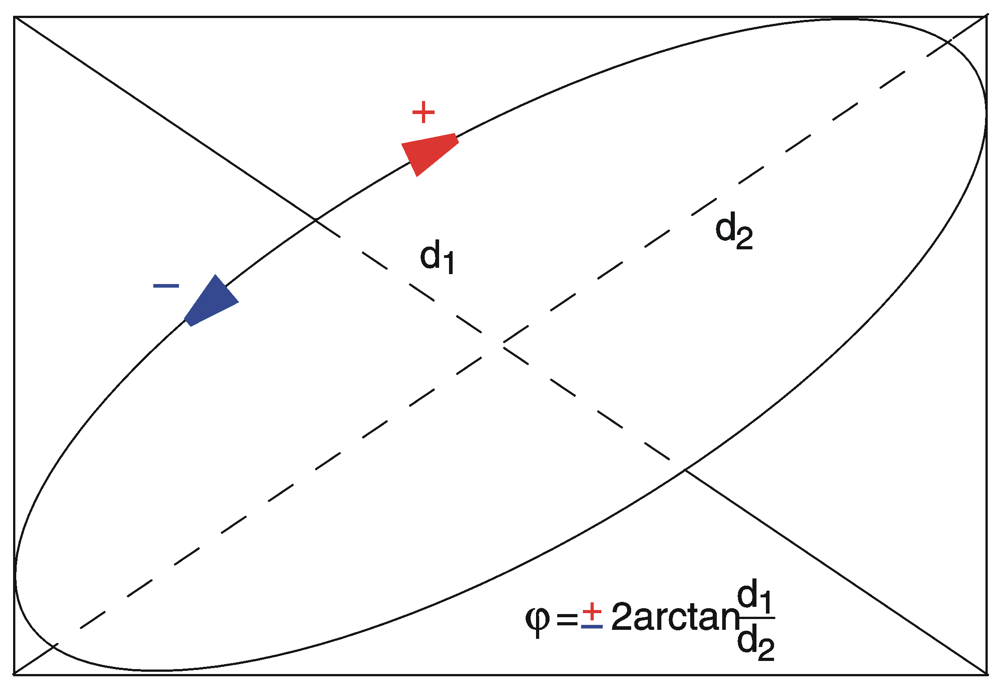 +
d₂
d₁
−
φ = ± 2arctan d₁/d₂